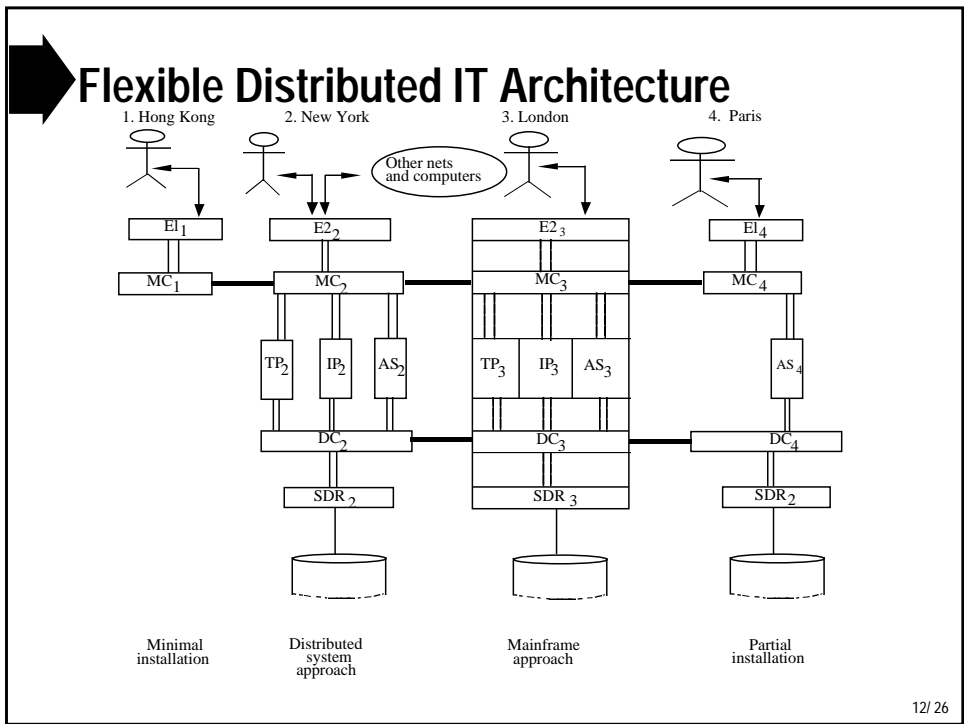 Flexible Distributed IT Architecture
1. Hong Kong 2. New York 3. London 4. Paris
Other nets
and computers
El1 E22 E23 El4
MC1 MC2 MC3 MC4
TP2 IP2 AS2 TP3 IP3 AS3 AS4
DC2 DC3 DC4
SDR2 SDR3 SDR2
Minimal
installation
Distributed
system
approach
Mainframe
approach
Partial
installation
12/ 26